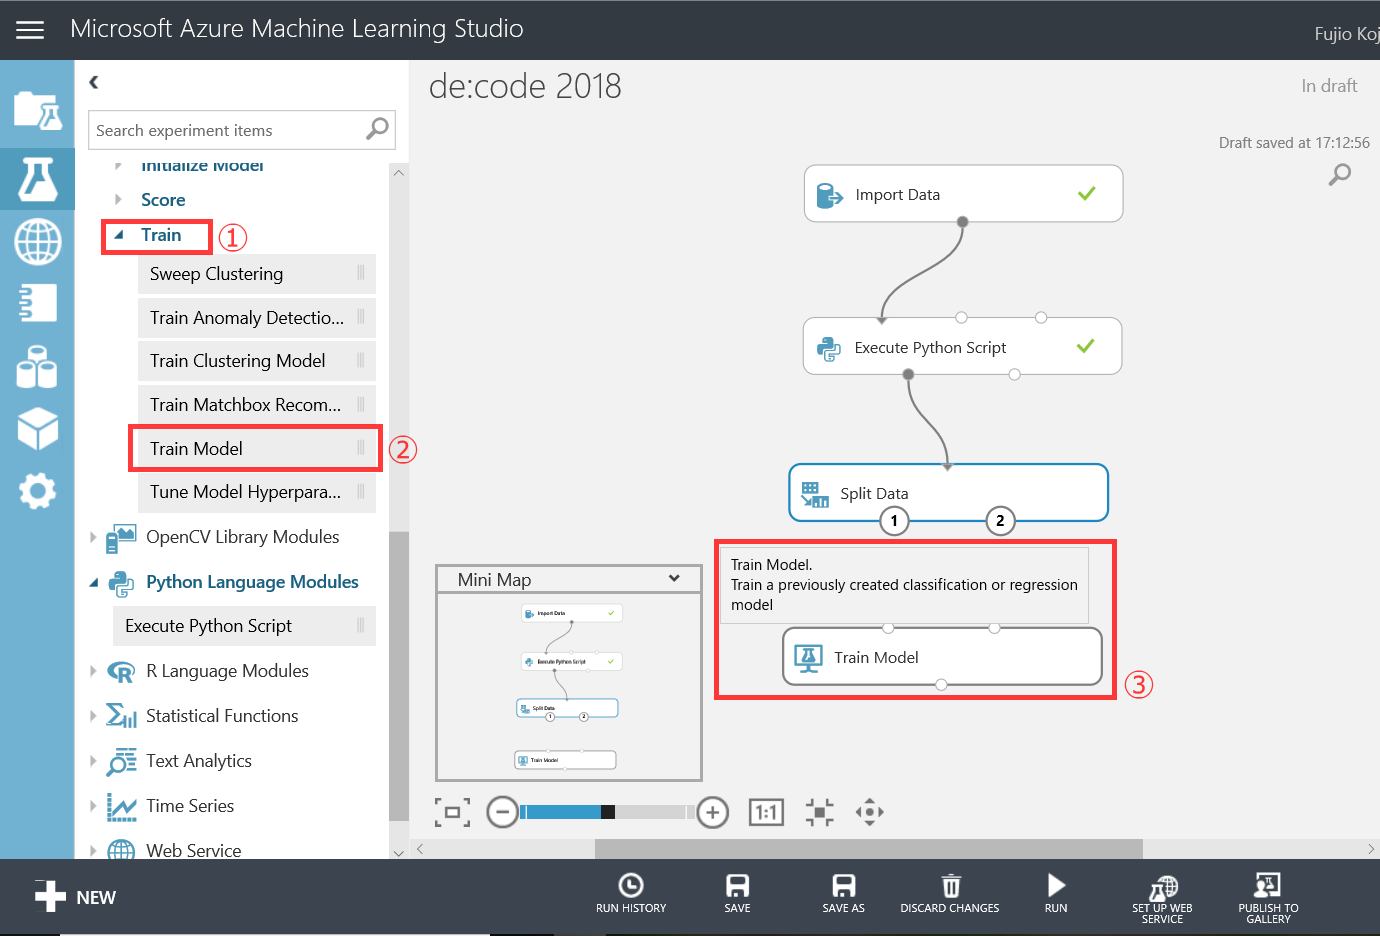 Microsoft Azure Machine Learning Studio
Fujio Koj
de:code 2018
In draft
Search experiment items
Draft saved at 17:12:56
Initialize Model
Score
Train
①
Sweep Clustering
Train Anomaly Detectio...
Train Clustering Model
Train Matchbox Recom...
Train Model
②
Tune Model Hyperpara...
OpenCV Library Modules
Python Language Modules
Execute Python Script
R Language Modules
Statistical Functions
Text Analytics
Time Series
Web Service
Import Data
Execute Python Script
Split Data
1
2
Train Model.
Train a previously created classification or regression
model
Train Model
③
Mini Map
Import Data
Execute Python Script
Split Data
1
2
Train Model
1:1
NEW
RUN HISTORY
SAVE
SAVE AS
DISCARD CHANGES
RUN
SET UP WEB
SERVICE
PUBLISH TO
GALLERY